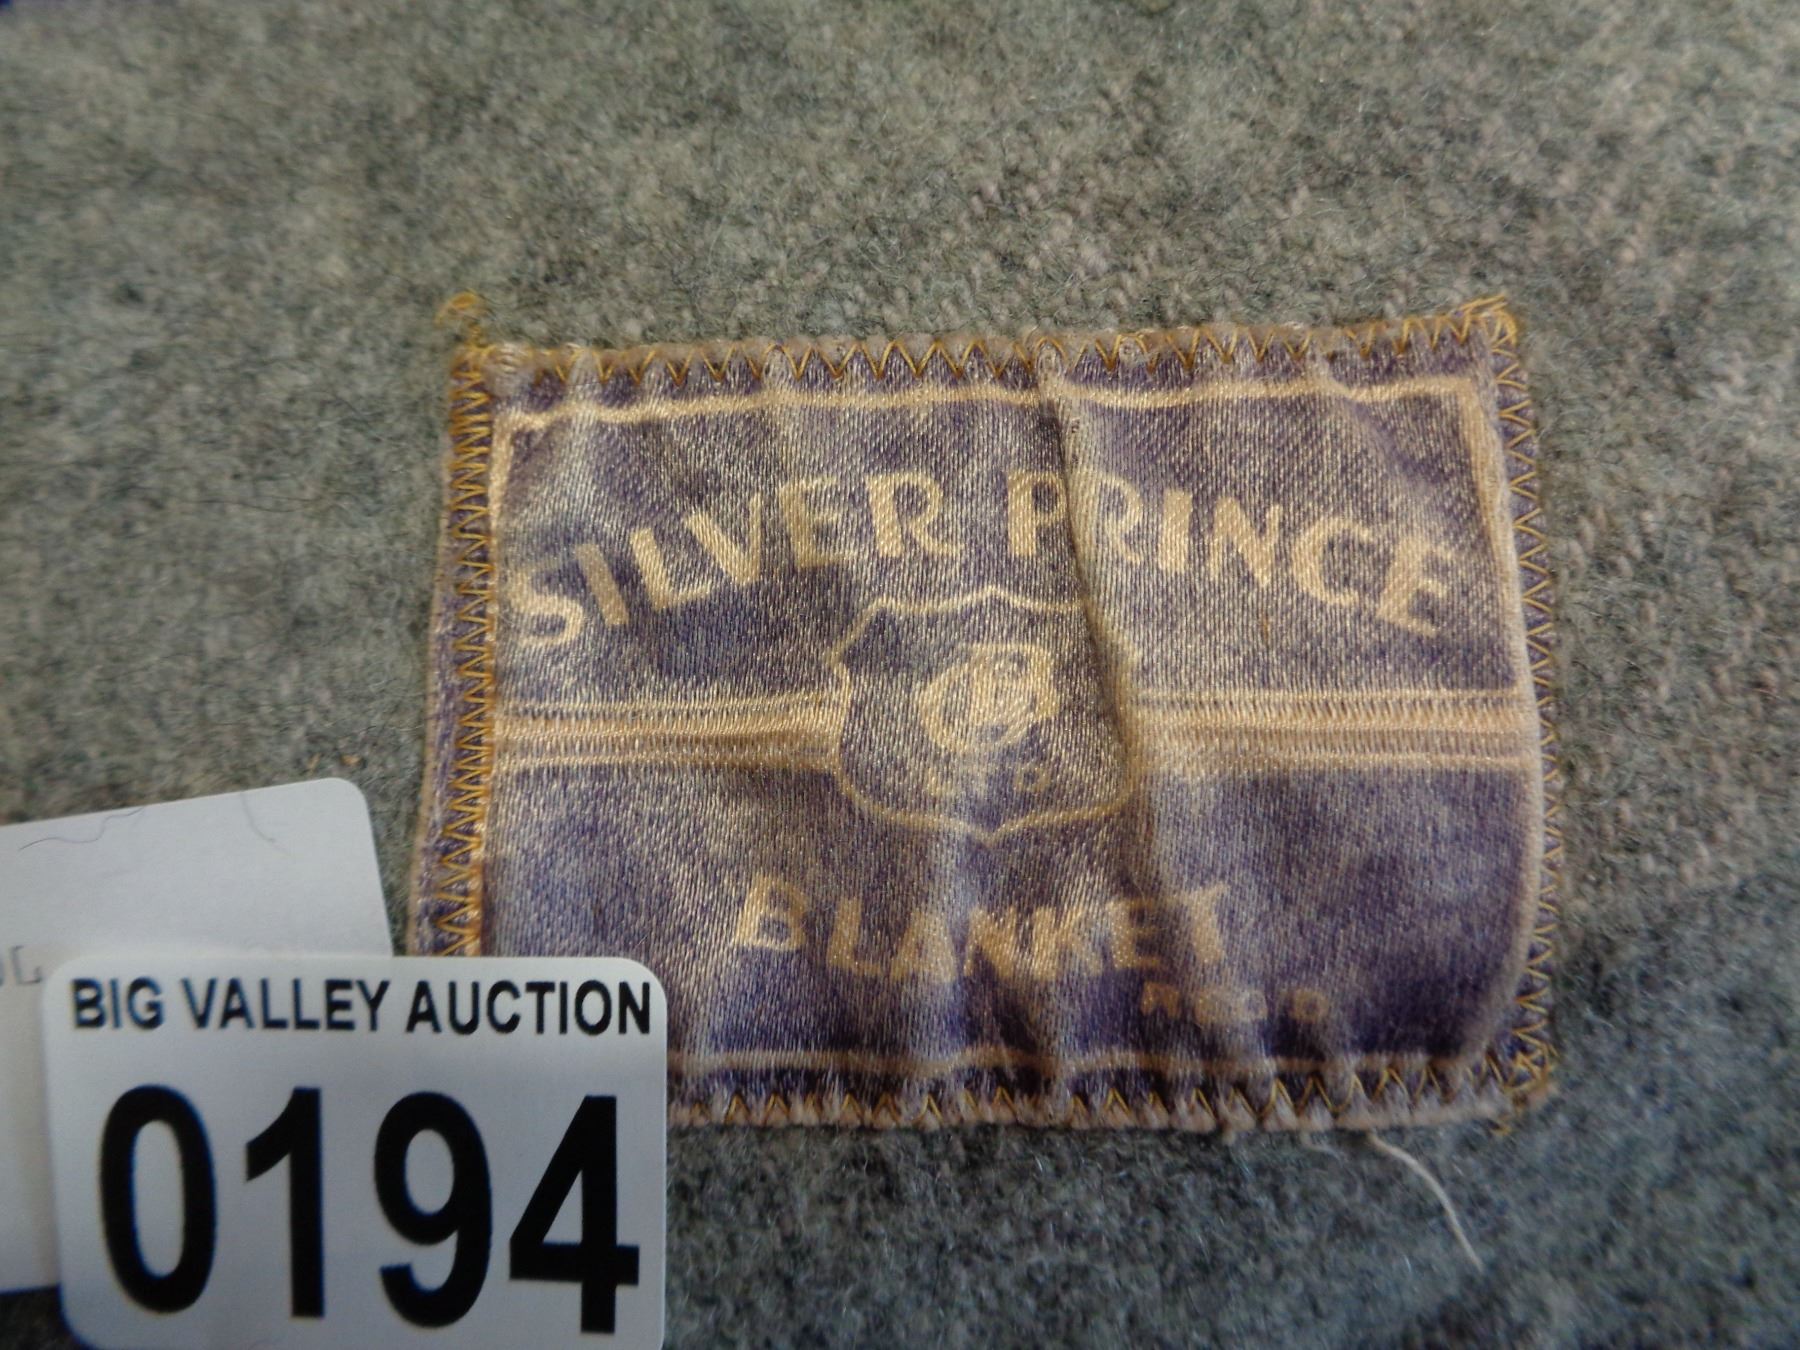 SILVER PRINCE
BLANKET
REG'D
BIG VALLEY AUCTION
0194